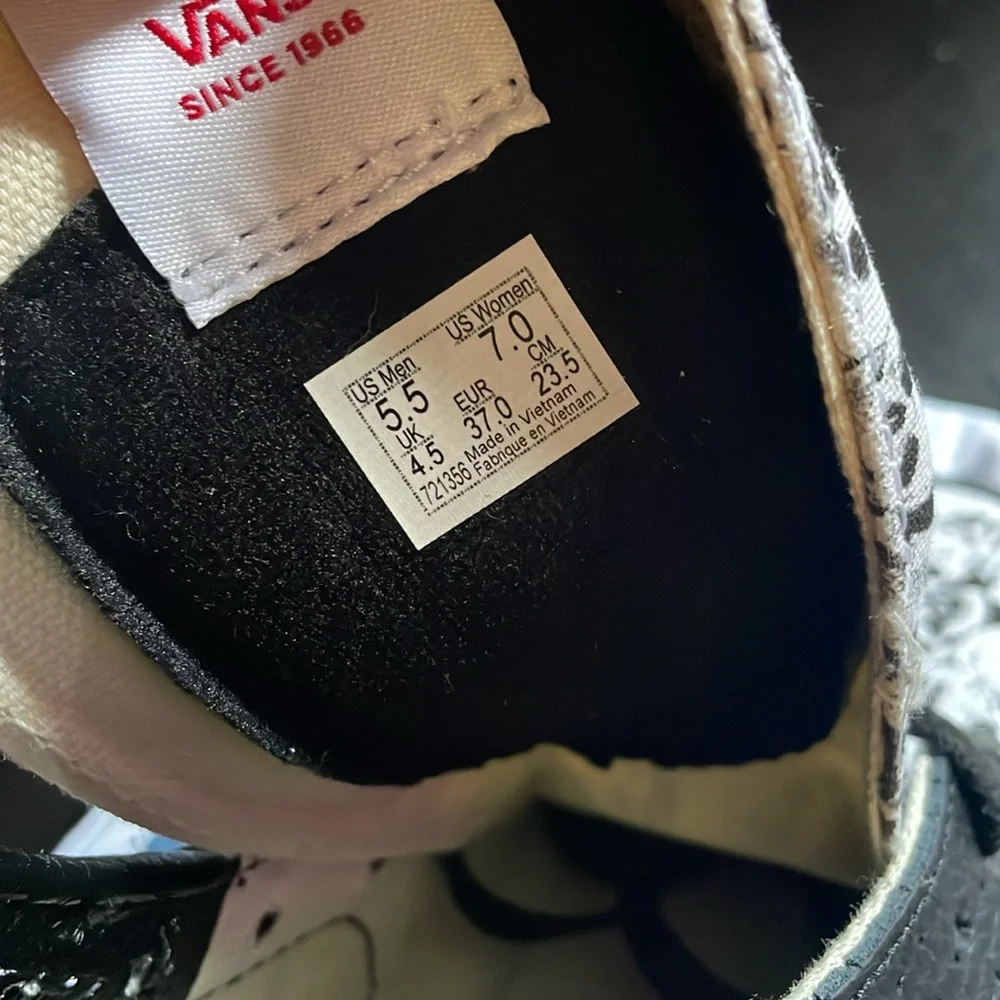 VANS
SINCE 1966
US Men US Women
5.5 7.0
UK EUR CM
4.5 37.0 23.5
721356 Made in Vietnam
Fabrique en Vietnam